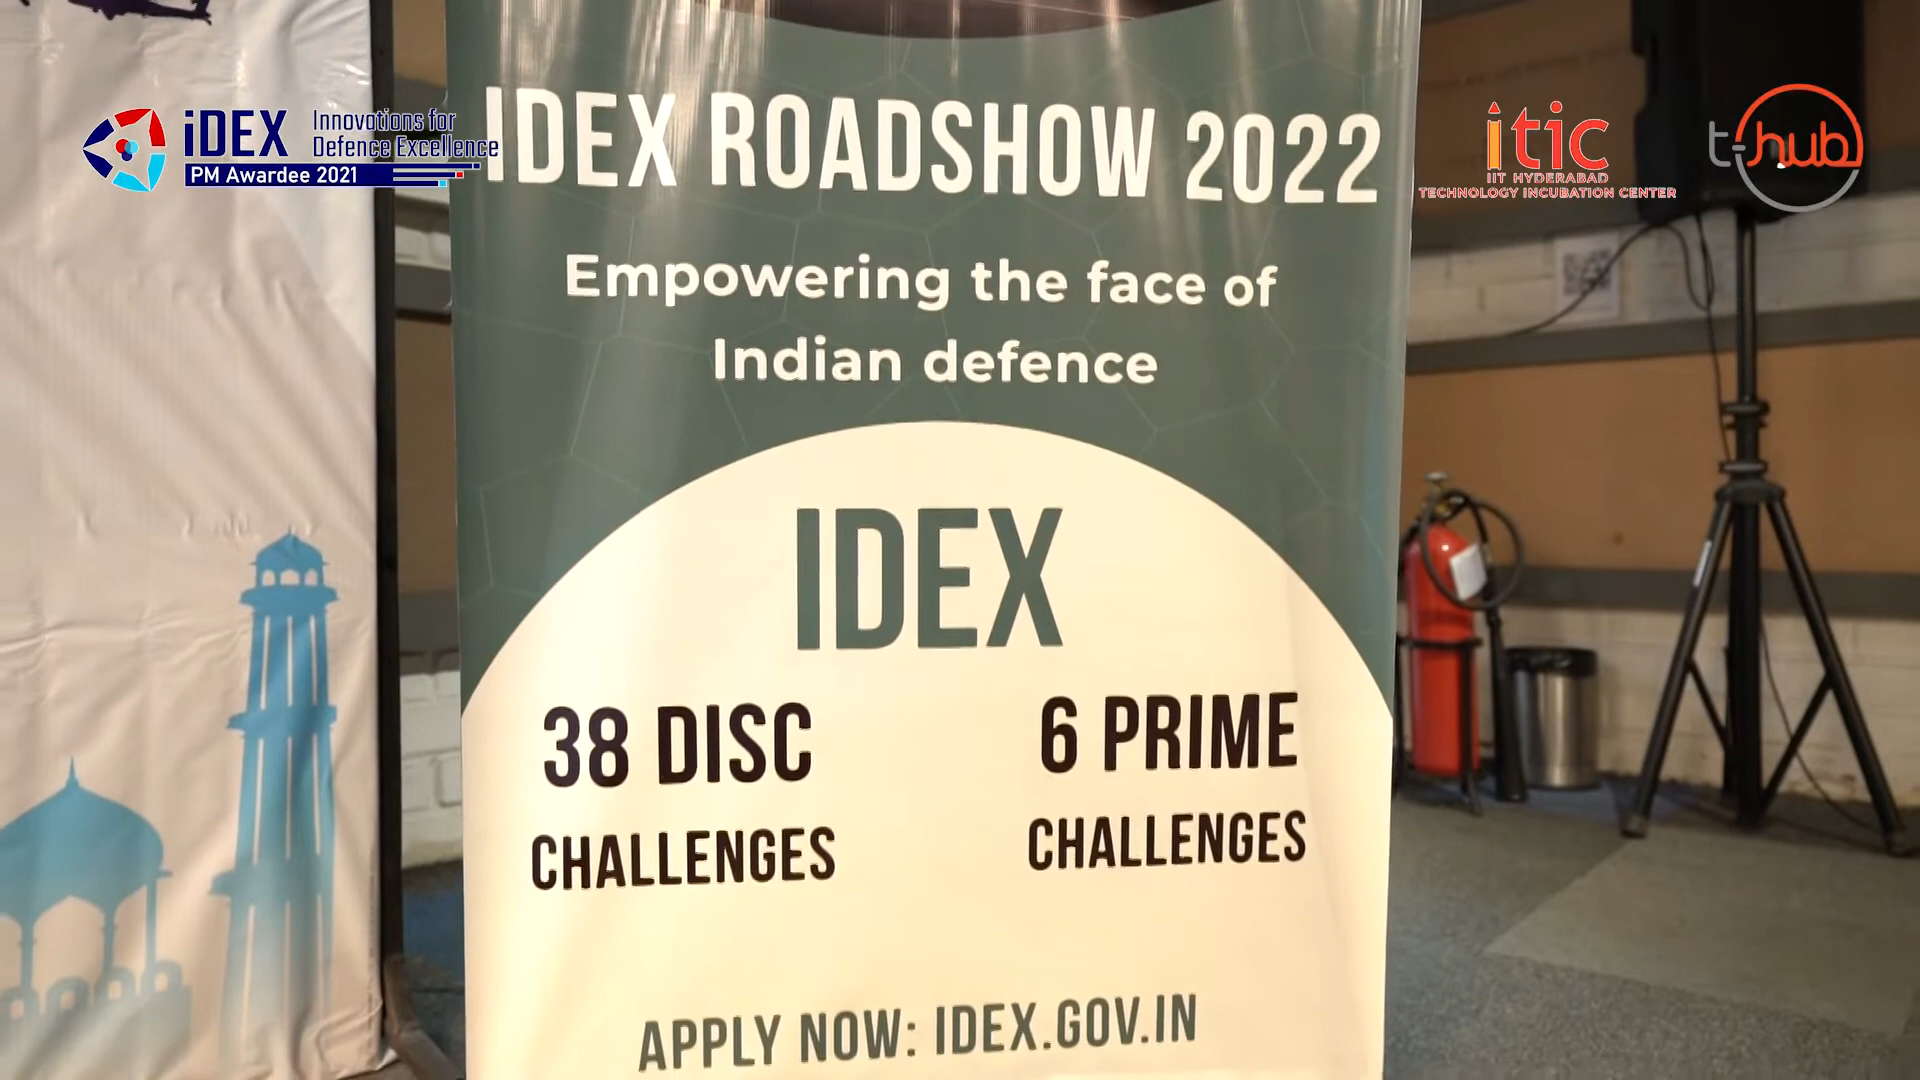 iDEX
Innovations for
Defence Excellence
PM Awardee 2021
IDEX ROADSHOW 2022
itic
IIT HYDERABAD
TECHNOLOGY INCUBATION CENTER
t-hub
Empowering the face of
Indian defence
IDEX
38 DISC
CHALLENGES
6 PRIME
CHALLENGES
APPLY NOW: IDEX.GOV.IN